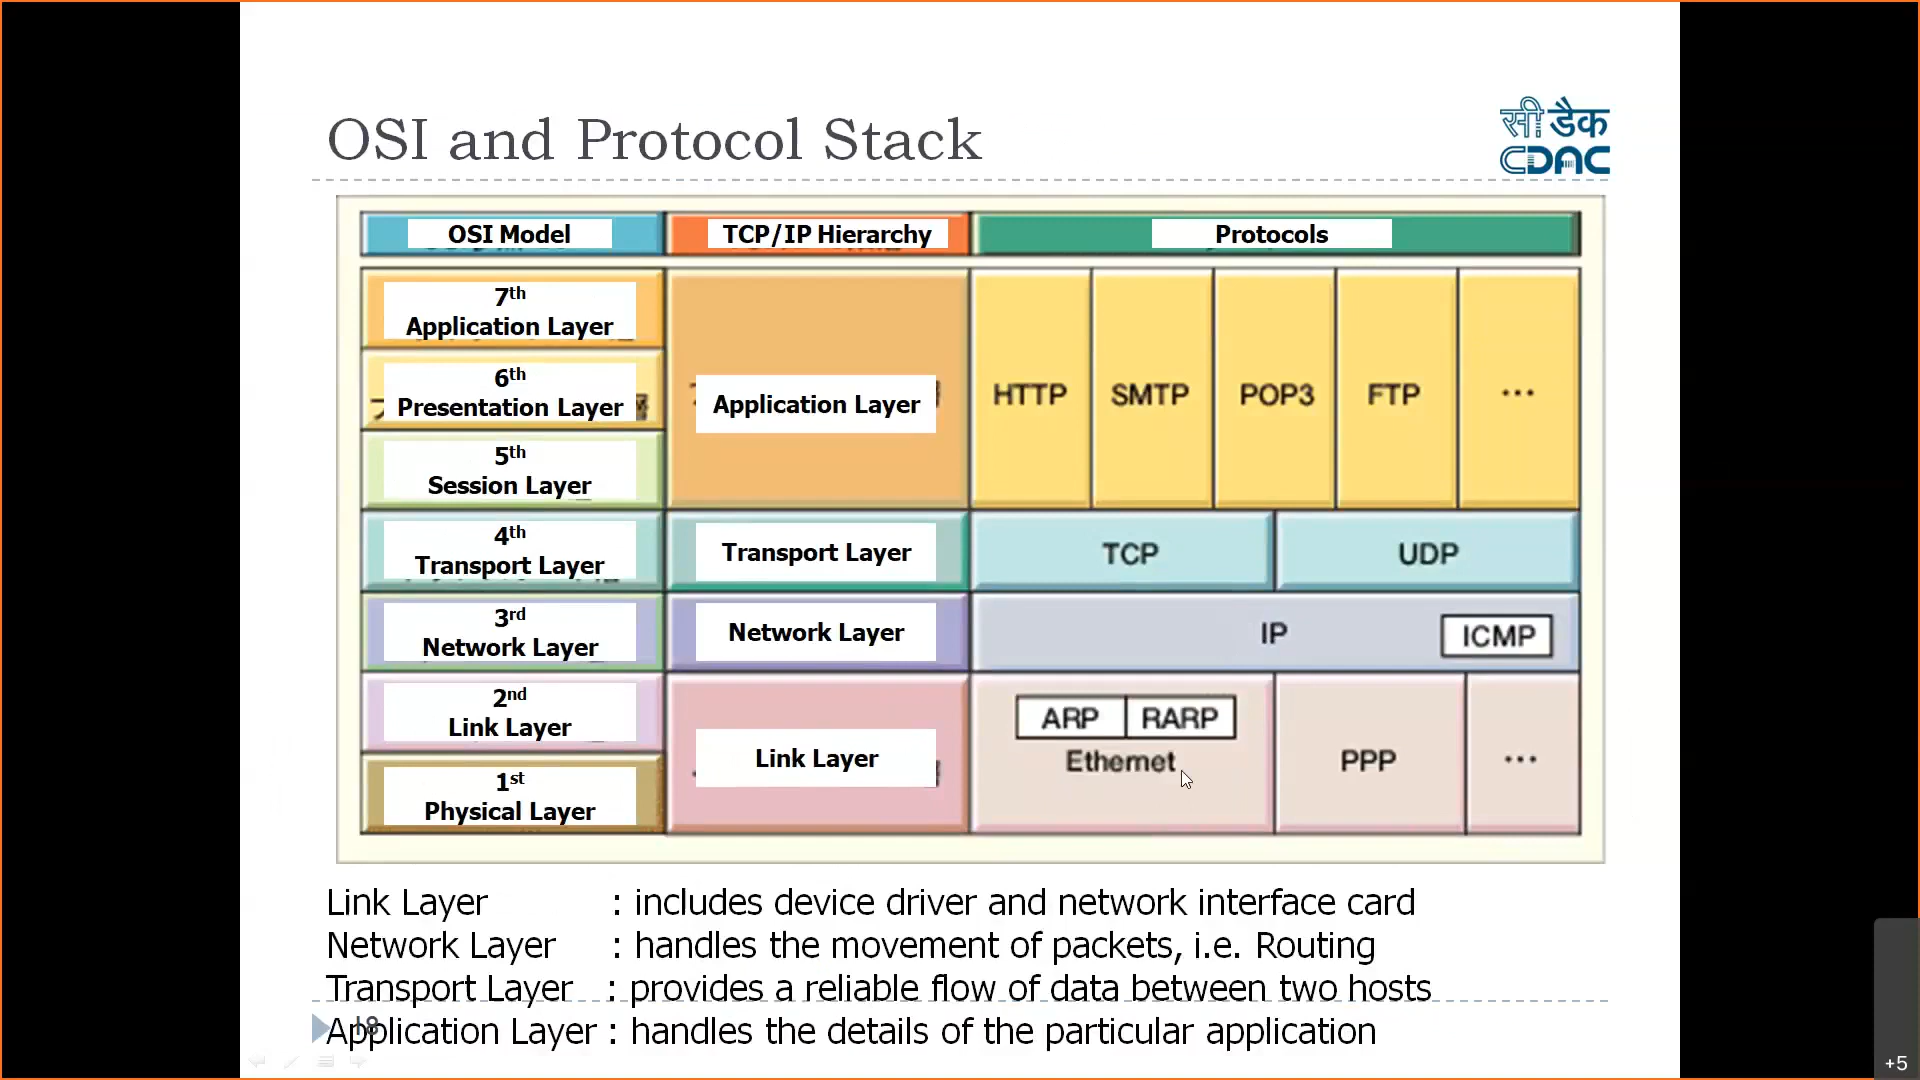 OSI and Protocol Stack
सी डैक
CDAC
OSI Model
TCP/IP Hierarchy
Protocols
7th
Application Layer
6th
Presentation Layer
5th
Session Layer
Application Layer
HTTP
SMTP
POP3
FTP
...
4th
Transport Layer
Transport Layer
TCP
UDP
3rd
Network Layer
Network Layer
IP
ICMP
2nd
Link Layer
1st
Physical Layer
Link Layer
ARP
RARP
Ethernet
PPP
...
Link Layer : includes device driver and network interface card
Network Layer : handles the movement of packets, i.e. Routing
Transport Layer : provides a reliable flow of data between two hosts
Application Layer : handles the details of the particular application
18
+5